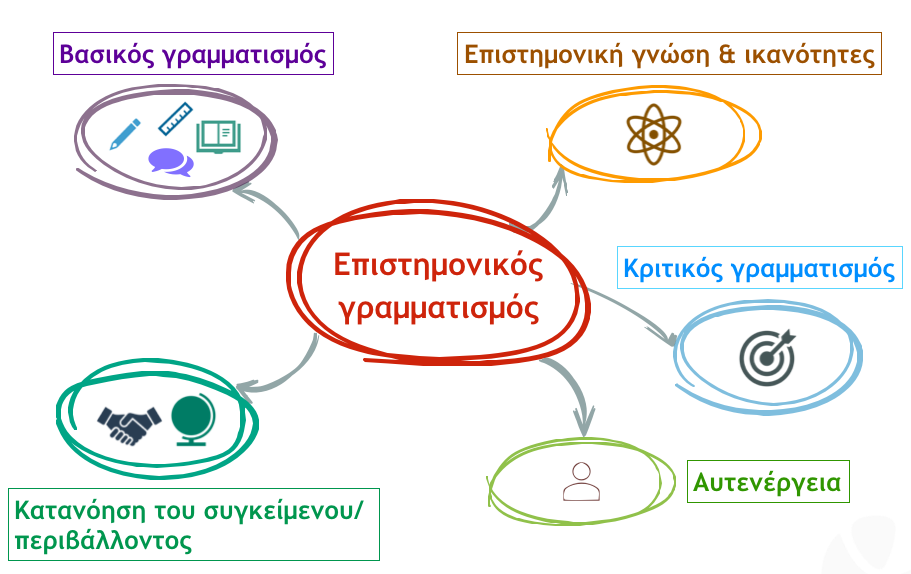 Βασικός γραμματισμός
Επιστημονική γνώση & ικανότητες
Επιστημονικός
γραμματισμός
Κριτικός γραμματισμός
Αυτενέργεια
Κατανόηση του συγκείμενου/
περιβάλλοντος